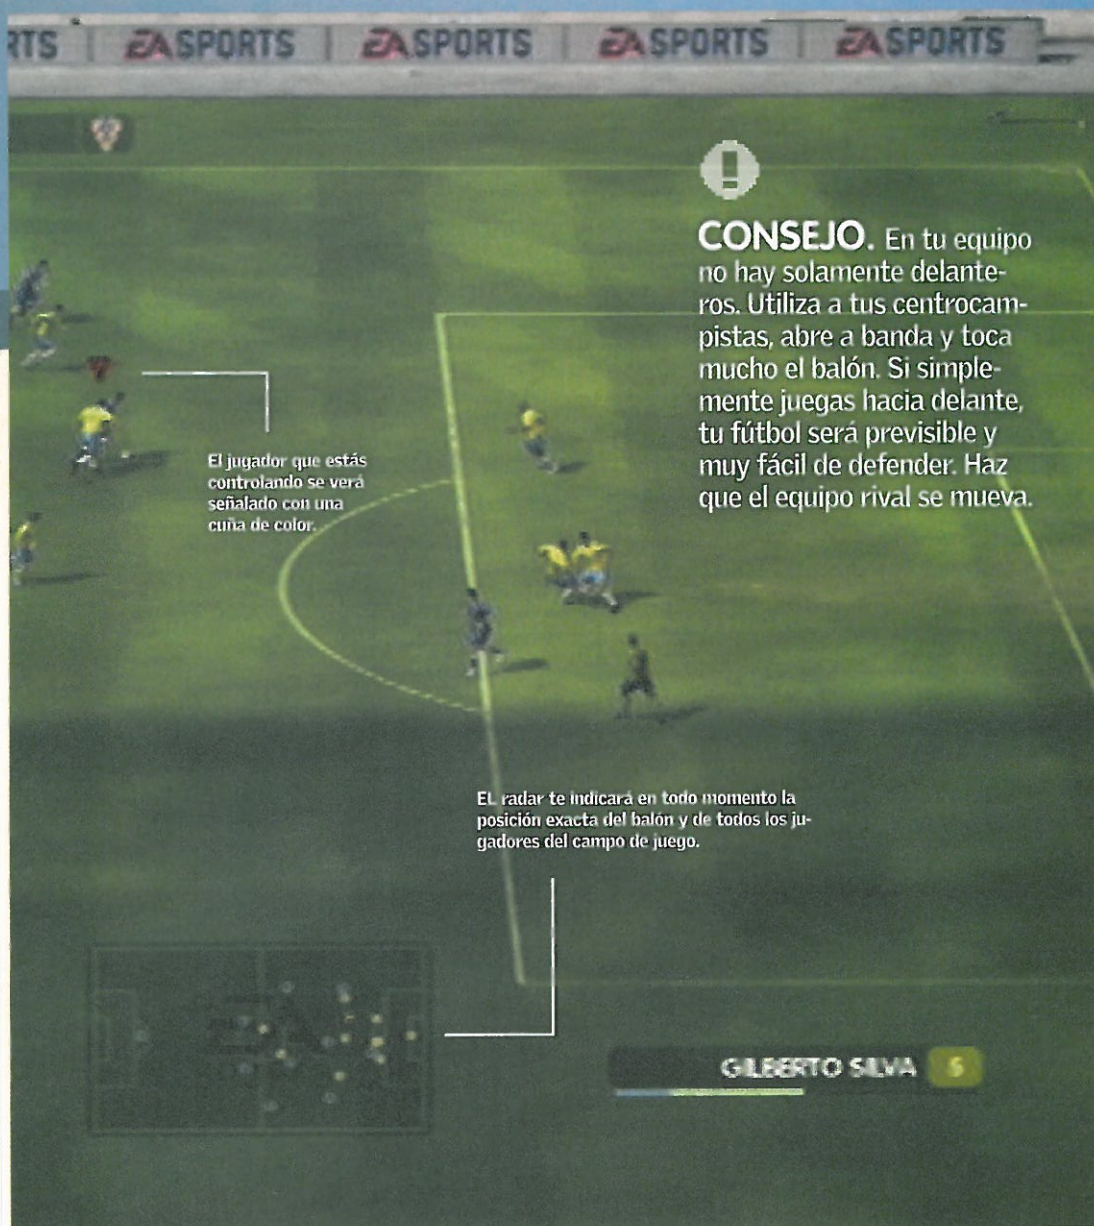 RTS EA SPORTS EA SPORTS EA SPORTS EA SPORTS
CONSEJO. En tu equipo
no hay solamente delante-
ros. Utiliza a tus centrocam-
pistas, abre a banda y toca
mucho el balón. Si simple-
mente juegas hacia delante,
tu fútbol será previsible y
muy fácil de defender. Haz
que el equipo rival se mueva.
El jugador que estás
controlando se verá
señalado con una
cuña de color.
EL radar te indicará en todo momento la
posición exacta del balón y de todos los ju-
gadores del campo de juego.
EA
GILBERTO SILVA 5